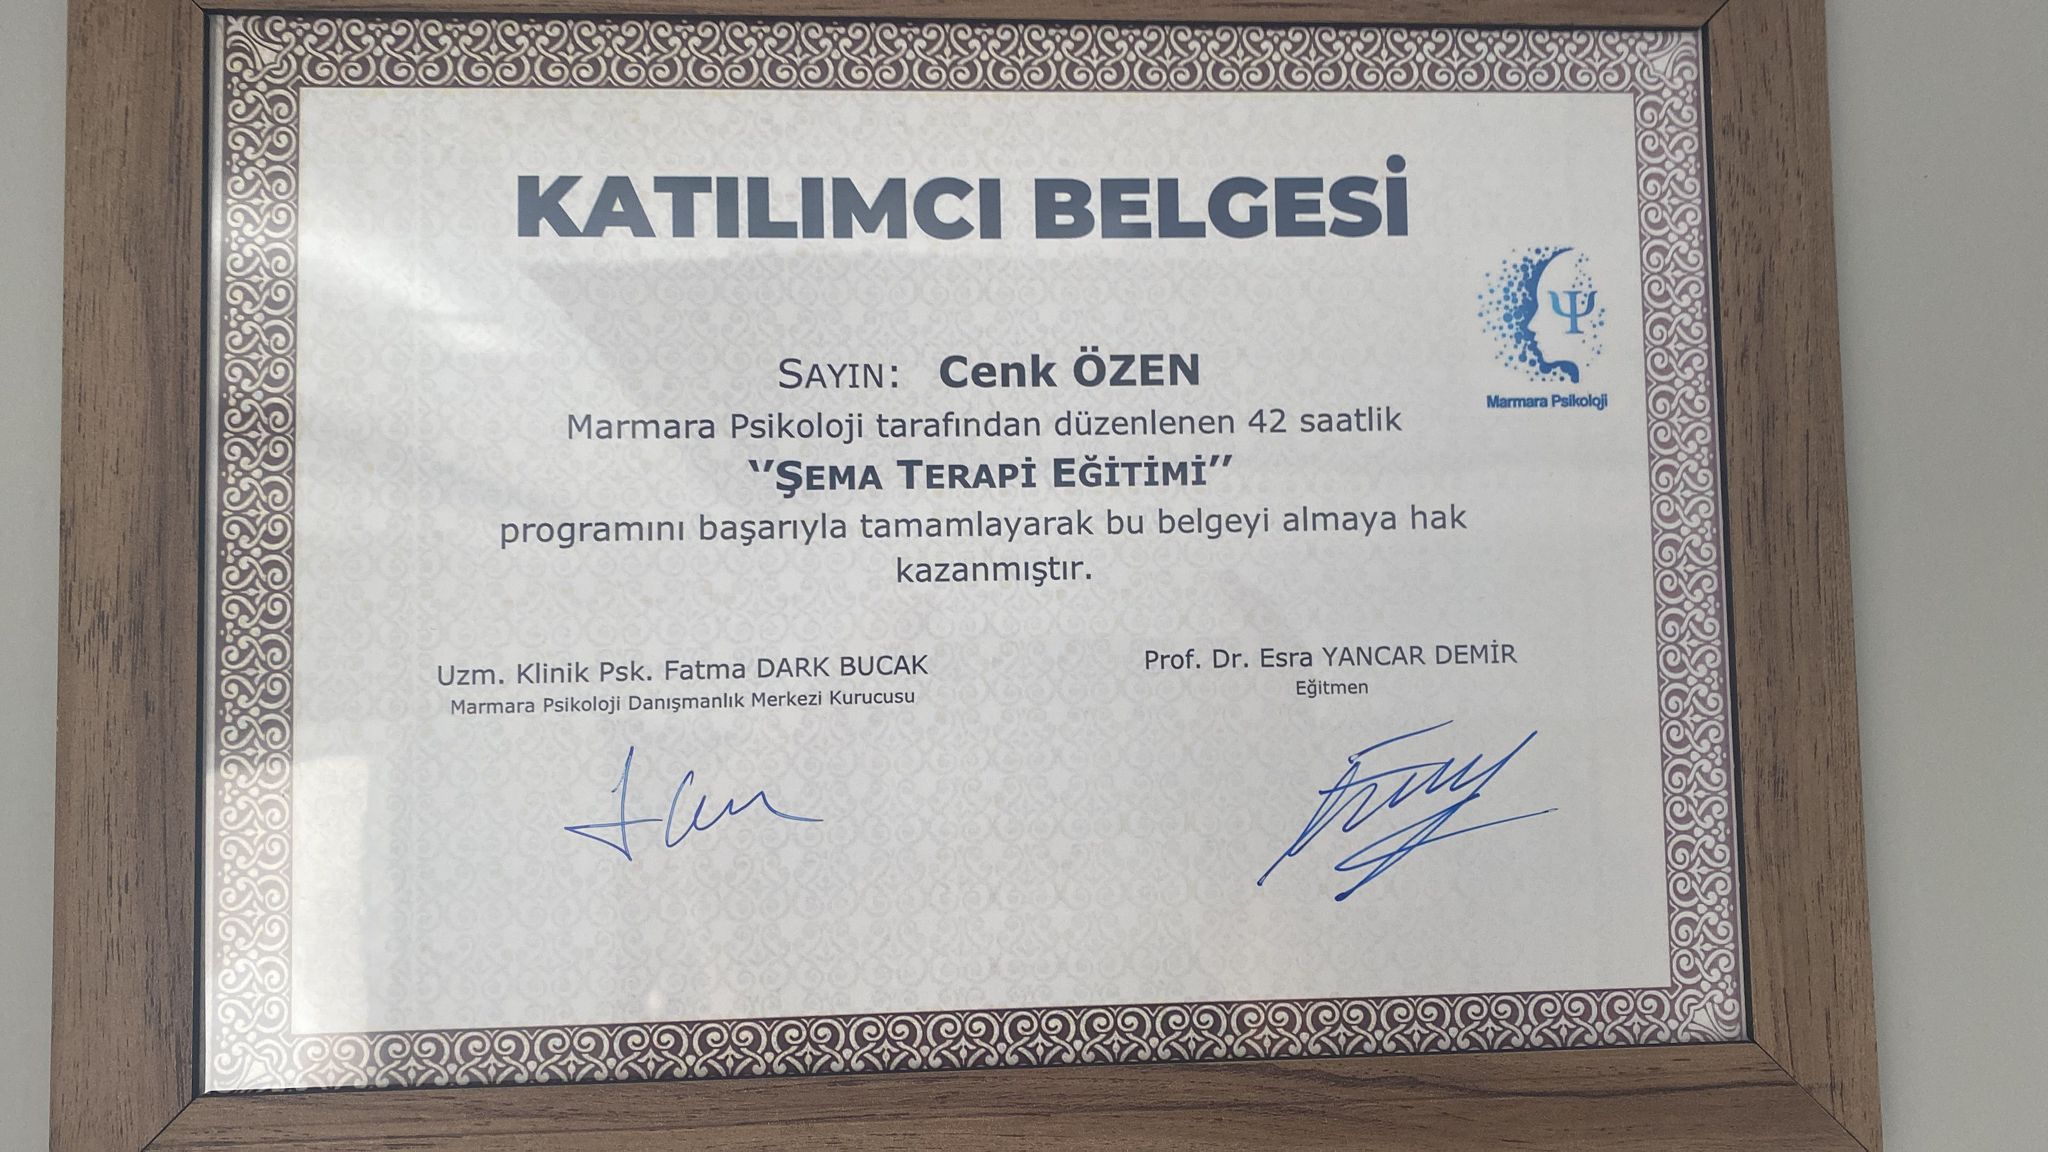 KATILIMCI BELGESİ
Marmara Psikoloji
SAYIN: Cenk ÖZEN
Marmara Psikoloji tarafından düzenlenen 42 saatlik
‘’ŞEMA TERAPİ EĞİTİMİ’’
programını başarıyla tamamlayarak bu belgeyi almaya hak
kazanmıştır.
Uzm. Klinik Psk. Fatma DARK BUCAK
Marmara Psikoloji Danışmanlık Merkezi Kurucusu
Prof. Dr. Esra YANCAR DEMİR
Eğitmen